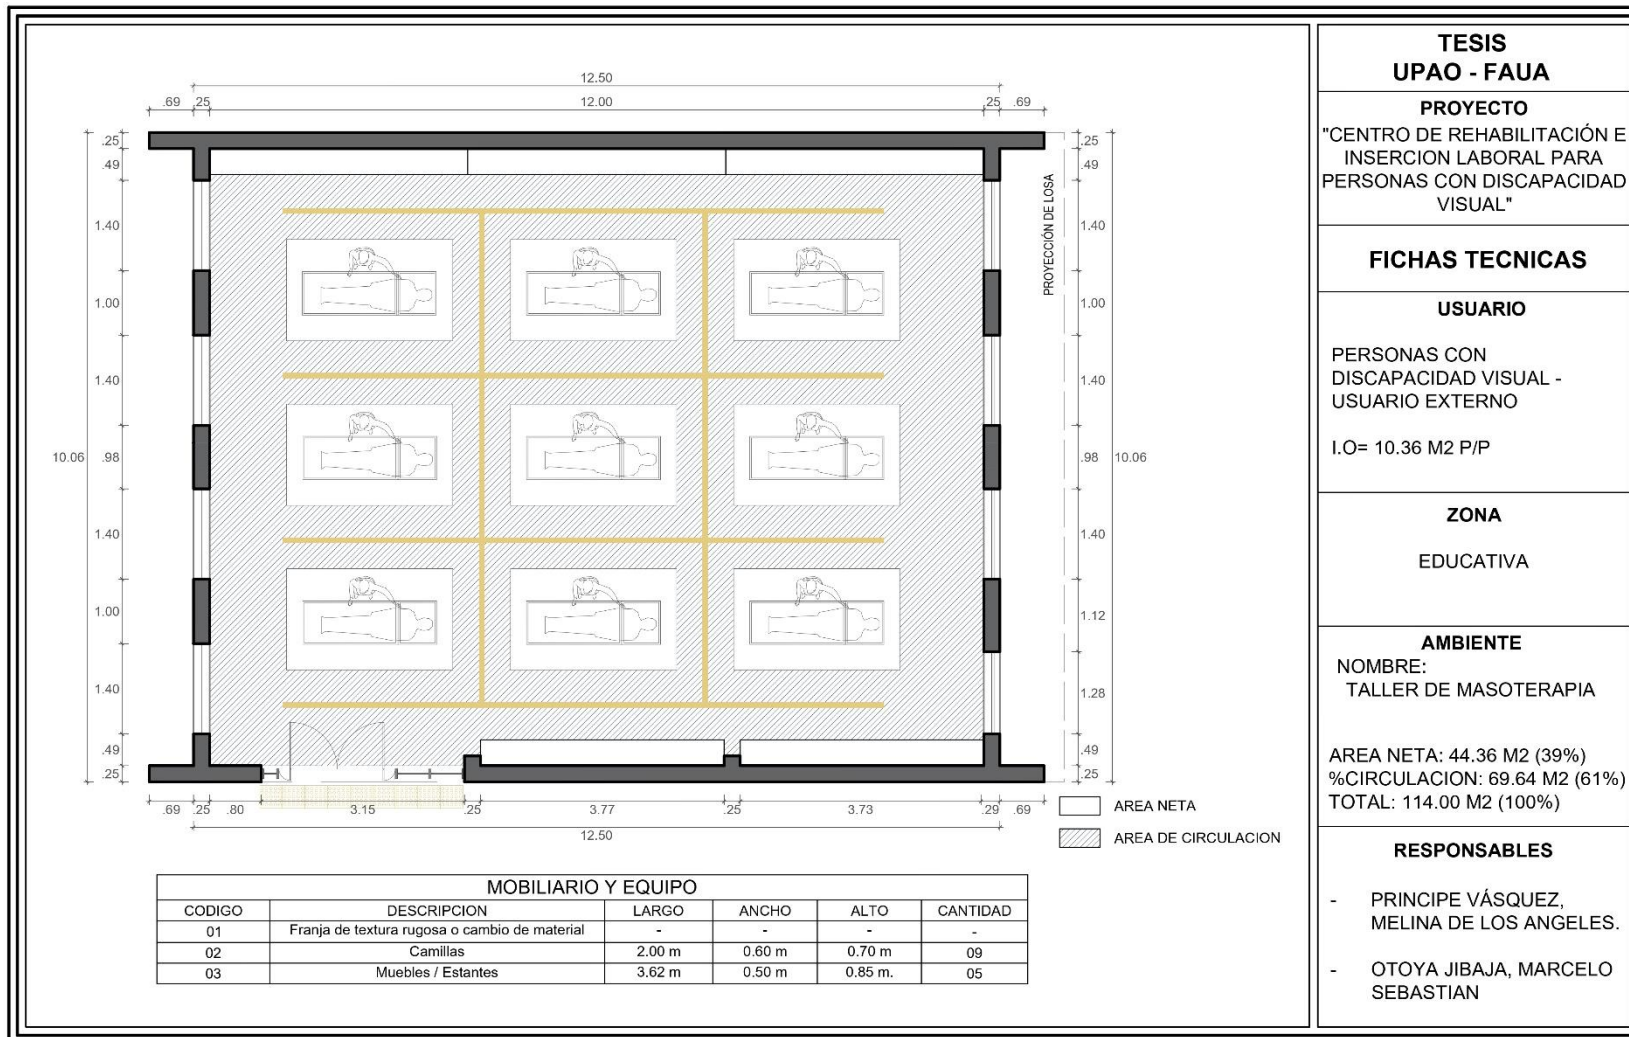 12.50
.69 .25 12.00 .25 .69
.25
.49
1.40
1.00
1.40
10.06 .98
1.40
1.00
1.40
.49
.25
.25
.49
1.40
1.00
1.40
.98 10.06
1.40
1.12
1.28
.49
.25
PROYECCIÓN DE LOSA
.69 .25 .80 3.15 .25 3.77 .25 3.73 .29 .69
12.50
AREA NETA
AREA DE CIRCULACION
MOBILIARIO Y EQUIPO
CODIGO DESCRIPCION LARGO ANCHO ALTO CANTIDAD
01 Franja de textura rugosa o cambio de material - - - -
02 Camillas 2.00 m 0.60 m 0.70 m 09
03 Muebles / Estantes 3.62 m 0.50 m 0.85 m. 05
TESIS
UPAO - FAUA
PROYECTO
"CENTRO DE REHABILITACIÓN E
INSERCION LABORAL PARA
PERSONAS CON DISCAPACIDAD
VISUAL"
FICHAS TECNICAS
USUARIO
PERSONAS CON
DISCAPACIDAD VISUAL -
USUARIO EXTERNO
I.O= 10.36 M2 P/P
ZONA
EDUCATIVA
AMBIENTE
NOMBRE:
TALLER DE MASOTERAPIA
AREA NETA: 44.36 M2 (39%)
%CIRCULACION: 69.64 M2 (61%)
TOTAL: 114.00 M2 (100%)
RESPONSABLES
- PRINCIPE VÁSQUEZ,
MELINA DE LOS ANGELES.
- OTOYA JIBAJA, MARCELO
SEBASTIAN